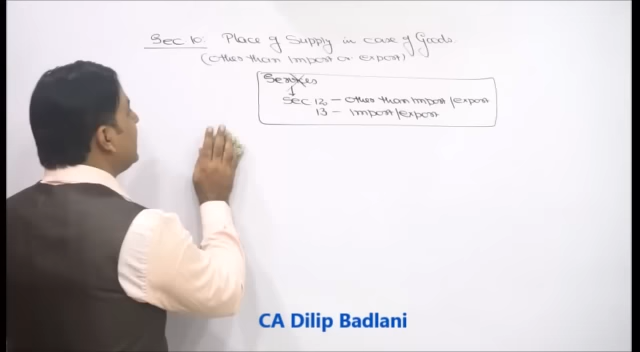 Sec 10: Place of Supply in case of Goods.
(Other than Import or Export)
Services
Sec 12 - Other than Import/export
13 - Import/export
CA Dilip Badlani